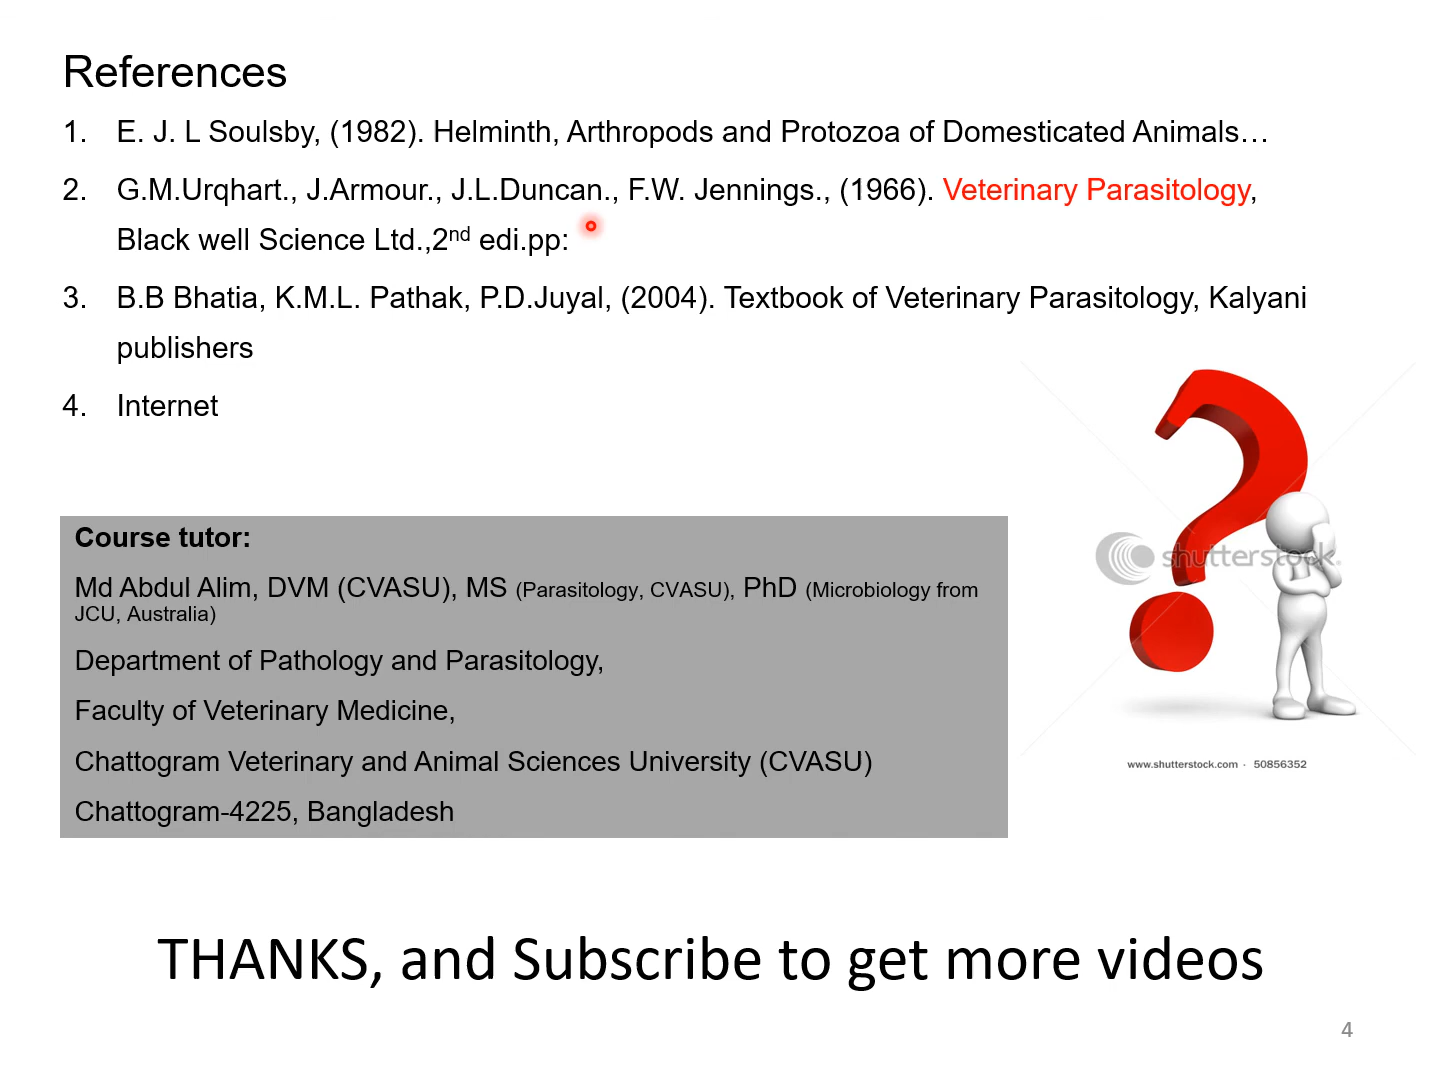 References
1. E. J. L Soulsby, (1982). Helminth, Arthropods and Protozoa of Domesticated Animals…
2. G.M.Urqhart., J.Armour., J.L.Duncan., F.W. Jennings., (1966). Veterinary Parasitology,
Black well Science Ltd.,2nd edi.pp:
3. B.B Bhatia, K.M.L. Pathak, P.D.Juyal, (2004). Textbook of Veterinary Parasitology, Kalyani
publishers
4. Internet
Course tutor:
Md Abdul Alim, DVM (CVASU), MS (Parasitology, CVASU), PhD (Microbiology from
JCU, Australia)
Department of Pathology and Parasitology,
Faculty of Veterinary Medicine,
Chattogram Veterinary and Animal Sciences University (CVASU)
Chattogram-4225, Bangladesh
shutterstock.
www.shutterstock.com · 50856352
THANKS, and Subscribe to get more videos
4